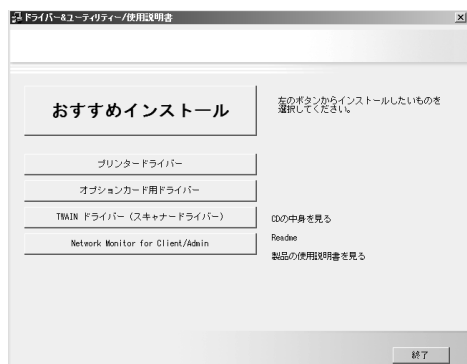 ドライバー&ユーティリティー/使用説明書
おすすめインストール
左のボタンからインストールしたいものを
選択してください。
プリンタードライバー
オプションカード用ドライバー
TWAIN ドライバー（スキャナードライバー）
Network Monitor for Client/Admin
CDの中身を見る
Readme
製品の使用説明書を見る
終了